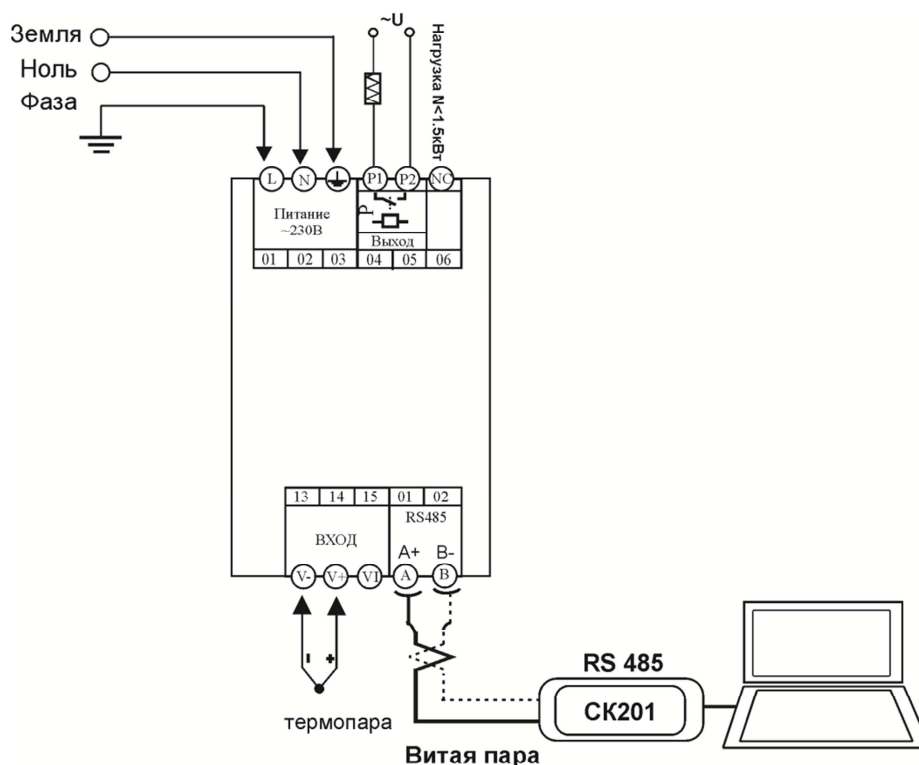 ~U
Земля
Ноль
Фаза
Нагрузка N<1.5кВт
L N P1 P2 NC
Питание
~230В
P
Выход
01 02 03 04 05 06
13 14 15 01 02
RS485
ВХОД
A+ B-
V- V+ VI A B
- +
термопара
RS 485
СК201
Витая пара